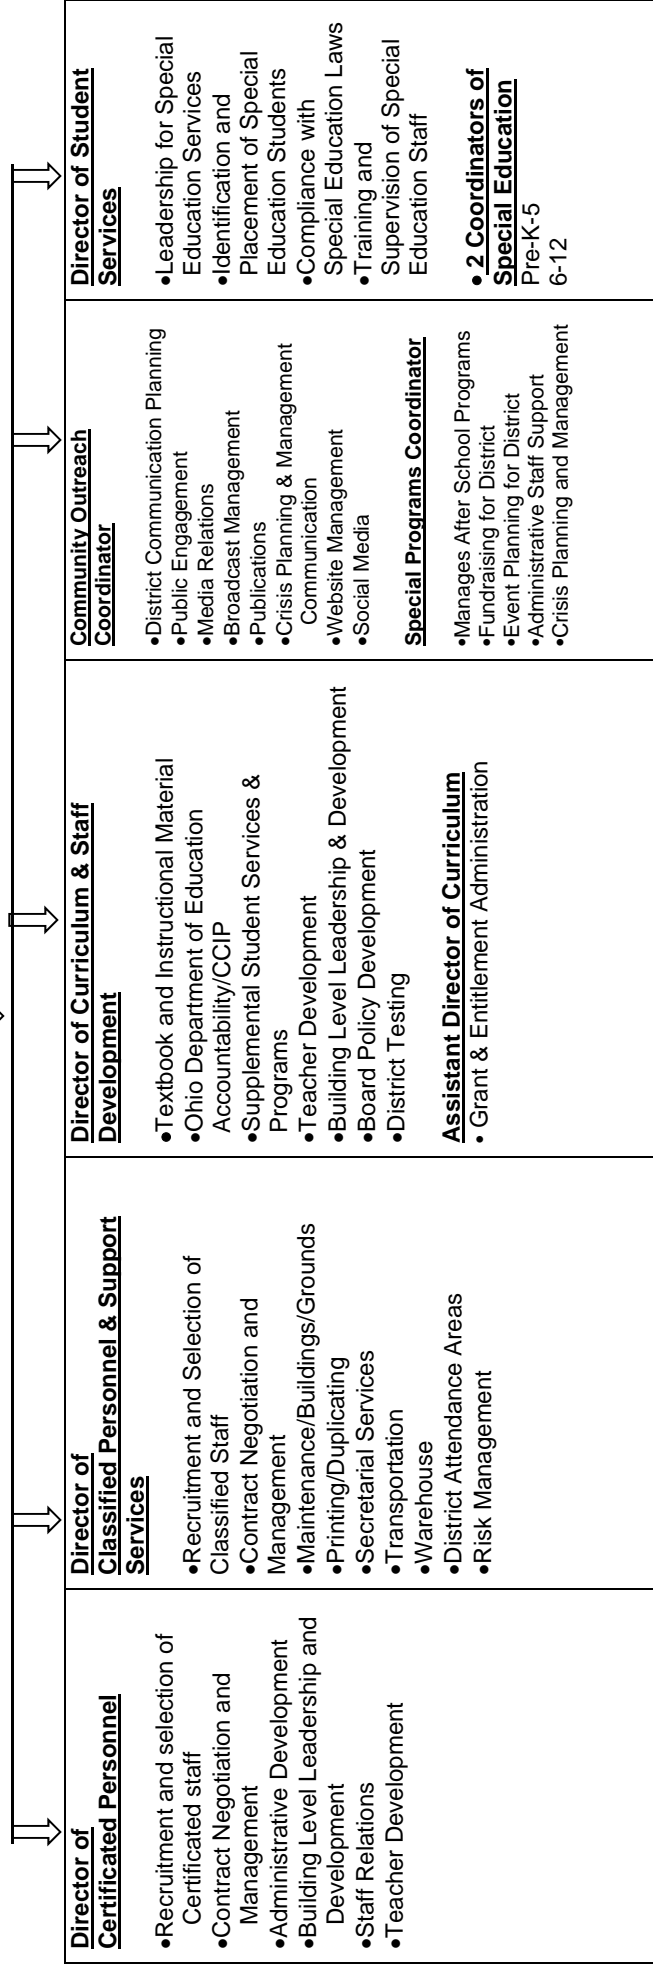 Director of
Certificated Personnel
•Recruitment and selection of
Certificated staff
•Contract Negotiation and
Management
•Administrative Development
•Building Level Leadership and
Development
•Staff Relations
•Teacher Development
Director of
Classified Personnel & Support
Services
•Recruitment and Selection of
Classified Staff
•Contract Negotiation and
Management
•Maintenance/Buildings/Grounds
•Printing/Duplicating
•Secretarial Services
•Transportation
•Warehouse
•District Attendance Areas
•Risk Management
Director of Curriculum & Staff
Development
•Textbook and Instructional Material
•Ohio Department of Education
Accountability/CCIP
•Supplemental Student Services &
Programs
•Teacher Development
•Building Level Leadership & Development
•Board Policy Development
•District Testing
Assistant Director of Curriculum
• Grant & Entitlement Administration
Community Outreach
Coordinator
•District Communication Planning
•Public Engagement
•Media Relations
•Broadcast Management
•Publications
•Crisis Planning & Management
Communication
•Website Management
•Social Media
Special Programs Coordinator
•Manages After School Programs
•Fundraising for District
•Event Planning for District
•Administrative Staff Support
•Crisis Planning and Management
Director of Student
Services
•Leadership for Special
Education Services
•Identification and
Placement of Special
Education Students
•Compliance with
Special Education Laws
•Training and
Supervision of Special
Education Staff
• 2 Coordinators of
Special Education
Pre-K-5
6-12